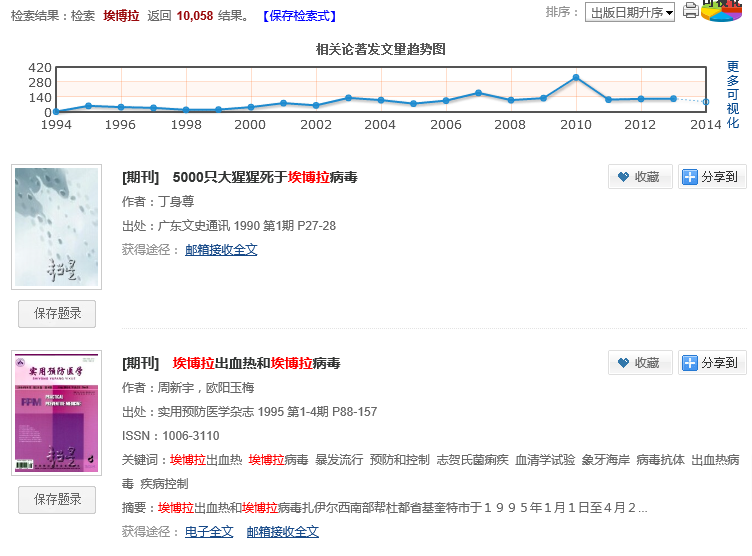 检索结果：检索 埃博拉 返回 10,058 结果。【保存检索式】
排序： 出版日期升序
可视化
相关论著发文量趋势图
420
280
140
0
1994 1996 1998 2000 2002 2004 2006 2008 2010 2012 2014
更多可视化
[期刊] 5000只大猩猩死于埃博拉病毒
收藏 分享到
作者：丁身尊
出处：广东文史通讯 1990 第1期 P27-28
获得途径： 邮箱接收全文
保存题录
[期刊] 埃博拉出血热和埃博拉病毒
收藏 分享到
作者：周新宇，欧阳玉梅
出处：实用预防医学杂志 1995 第1-4期 P88-157
ISSN：1006-3110
关键词：埃博拉出血热 埃博拉病毒 暴发流行 预防和控制 志贺氏菌痢疾 血清学试验 象牙海岸 病毒抗体 出血热病
毒 疾病控制
摘要：埃博拉出血热和埃博拉病毒扎伊尔西南部帮杜都省基奎特市于１９９５年１月１日至４月２...
获得途径： 电子全文 邮箱接收全文
实用预防医学
PRACTICAL
PREVENTIVE MEDICINE
保存题录